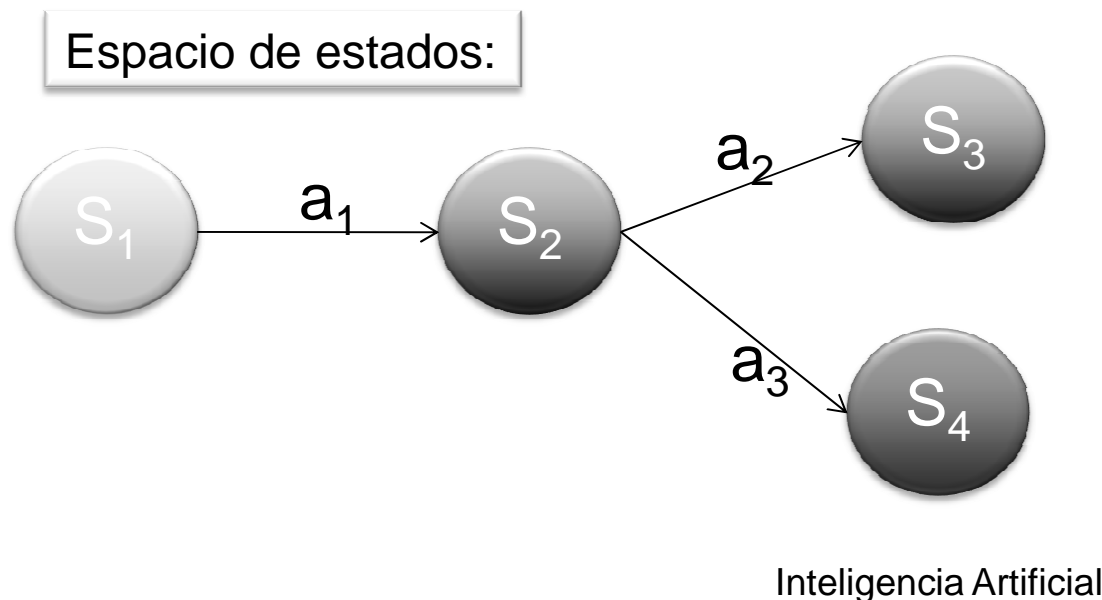 Espacio de estados:
S₁
a₁
S₂
a₂
S₃
a₃
S₄
Inteligencia Artificial